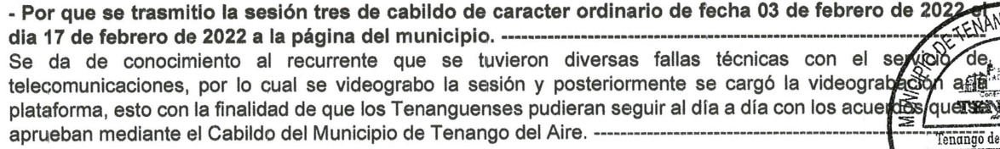 - Por que se trasmitio la sesión tres de cabildo de caracter ordinario de fecha 03 de febrero de 2022 el
dia 17 de febrero de 2022 a la página del municipio. ---
Se da de conocimiento al recurrente que se tuvieron diversas fallas técnicas con el servicio de
telecomunicaciones, por lo cual se videograbo la sesión y posteriormente se cargó la videograbación a la
plataforma, esto con la finalidad de que los Tenanguenses pudieran seguir al día a día con los acuerdos que se
aprueban mediante el Cabildo del Municipio de Tenango del Aire. ---
MUNICIPIO DE TENAN
Tenango de